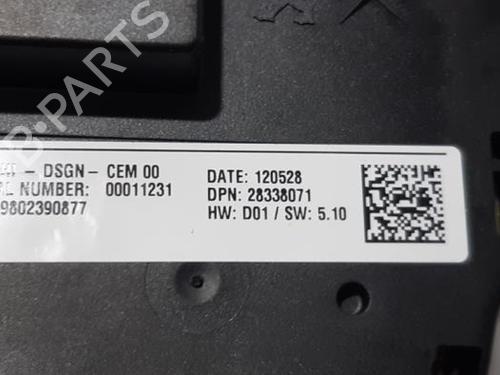 - DSGN- CEM 00
NUMBER: 00011231
9802390877
DATE: 120528
DPN: 28338071
HW: D01 / SW: 5.10
B-PARTS